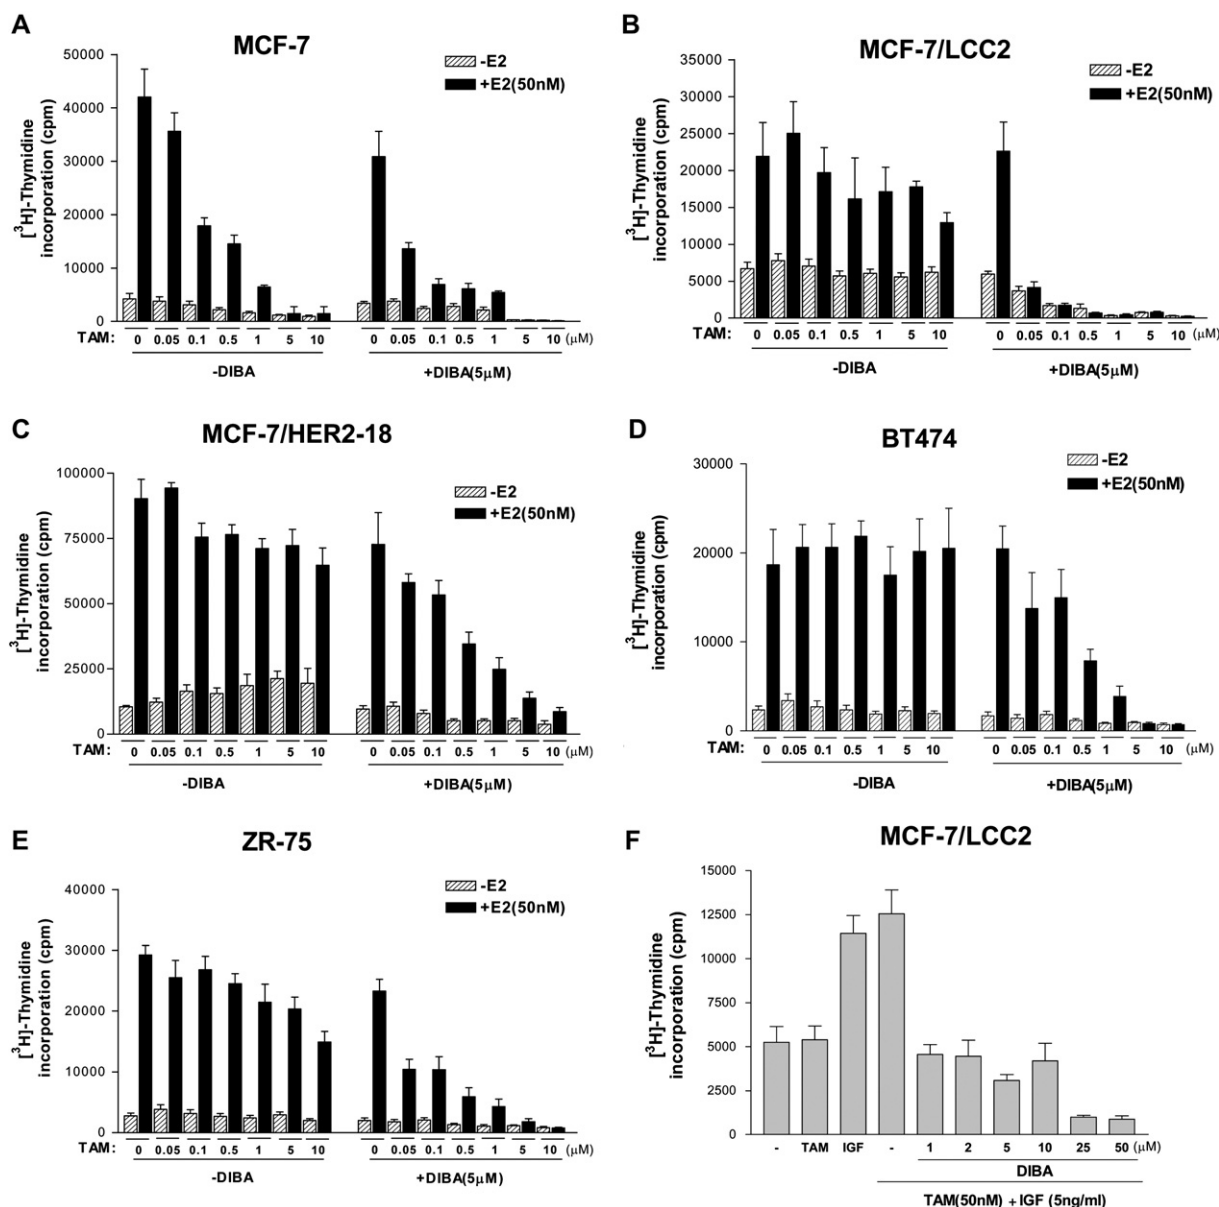 A
MCF-7
-E2
+E2(50nM)
[³H]-Thymidine
incorporation (cpm)
50000
40000
30000
20000
10000
0
TAM: 0 0.05 0.1 0.5 1 5 10 0 0.05 0.1 0.5 1 5 10 (μM)
-DIBA +DIBA(5μM)
B
MCF-7/LCC2
-E2
+E2(50nM)
[³H]-Thymidine
incorporation (cpm)
35000
30000
25000
20000
15000
10000
5000
0
TAM: 0 0.05 0.1 0.5 1 5 10 0 0.05 0.1 0.5 1 5 10 (μM)
-DIBA +DIBA(5μM)
C
MCF-7/HER2-18
-E2
+E2(50nM)
[³H]-Thymidine
incorporation (cpm)
100000
75000
50000
25000
0
TAM: 0 0.05 0.1 0.5 1 5 10 0 0.05 0.1 0.5 1 5 10 (μM)
-DIBA +DIBA(5μM)
D
BT474
-E2
+E2(50nM)
[³H]-Thymidine
incorporation (cpm)
30000
20000
10000
0
TAM: 0 0.05 0.1 0.5 1 5 10 0 0.05 0.1 0.5 1 5 10 (μM)
-DIBA +DIBA(5μM)
E
ZR-75
-E2
+E2(50nM)
[³H]-Thymidine
incorporation (cpm)
40000
30000
20000
10000
0
TAM: 0 0.05 0.1 0.5 1 5 10 0 0.05 0.1 0.5 1 5 10 (μM)
-DIBA +DIBA(5μM)
F
MCF-7/LCC2
[³H]-Thymidine
incorporation (cpm)
15000
12500
10000
7500
5000
2500
0
- TAM IGF - 1 2 5 10 25 50 (μM)
DIBA
TAM(50nM) + IGF (5ng/ml)